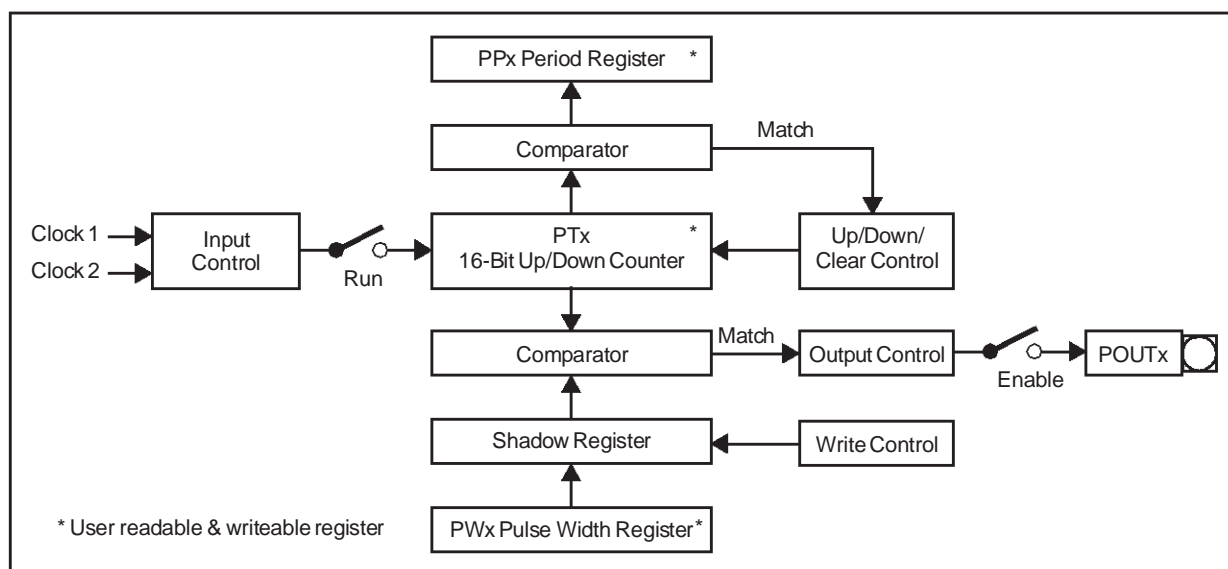 PPx Period Register *
Comparator
Match
Clock 1
Clock 2
Input
Control
Run
PTx *
16-Bit Up/Down Counter
Up/Down/
Clear Control
Comparator
Match
Output Control
Enable
POUTx
Shadow Register
Write Control
PWx Pulse Width Register*
* User readable & writeable register